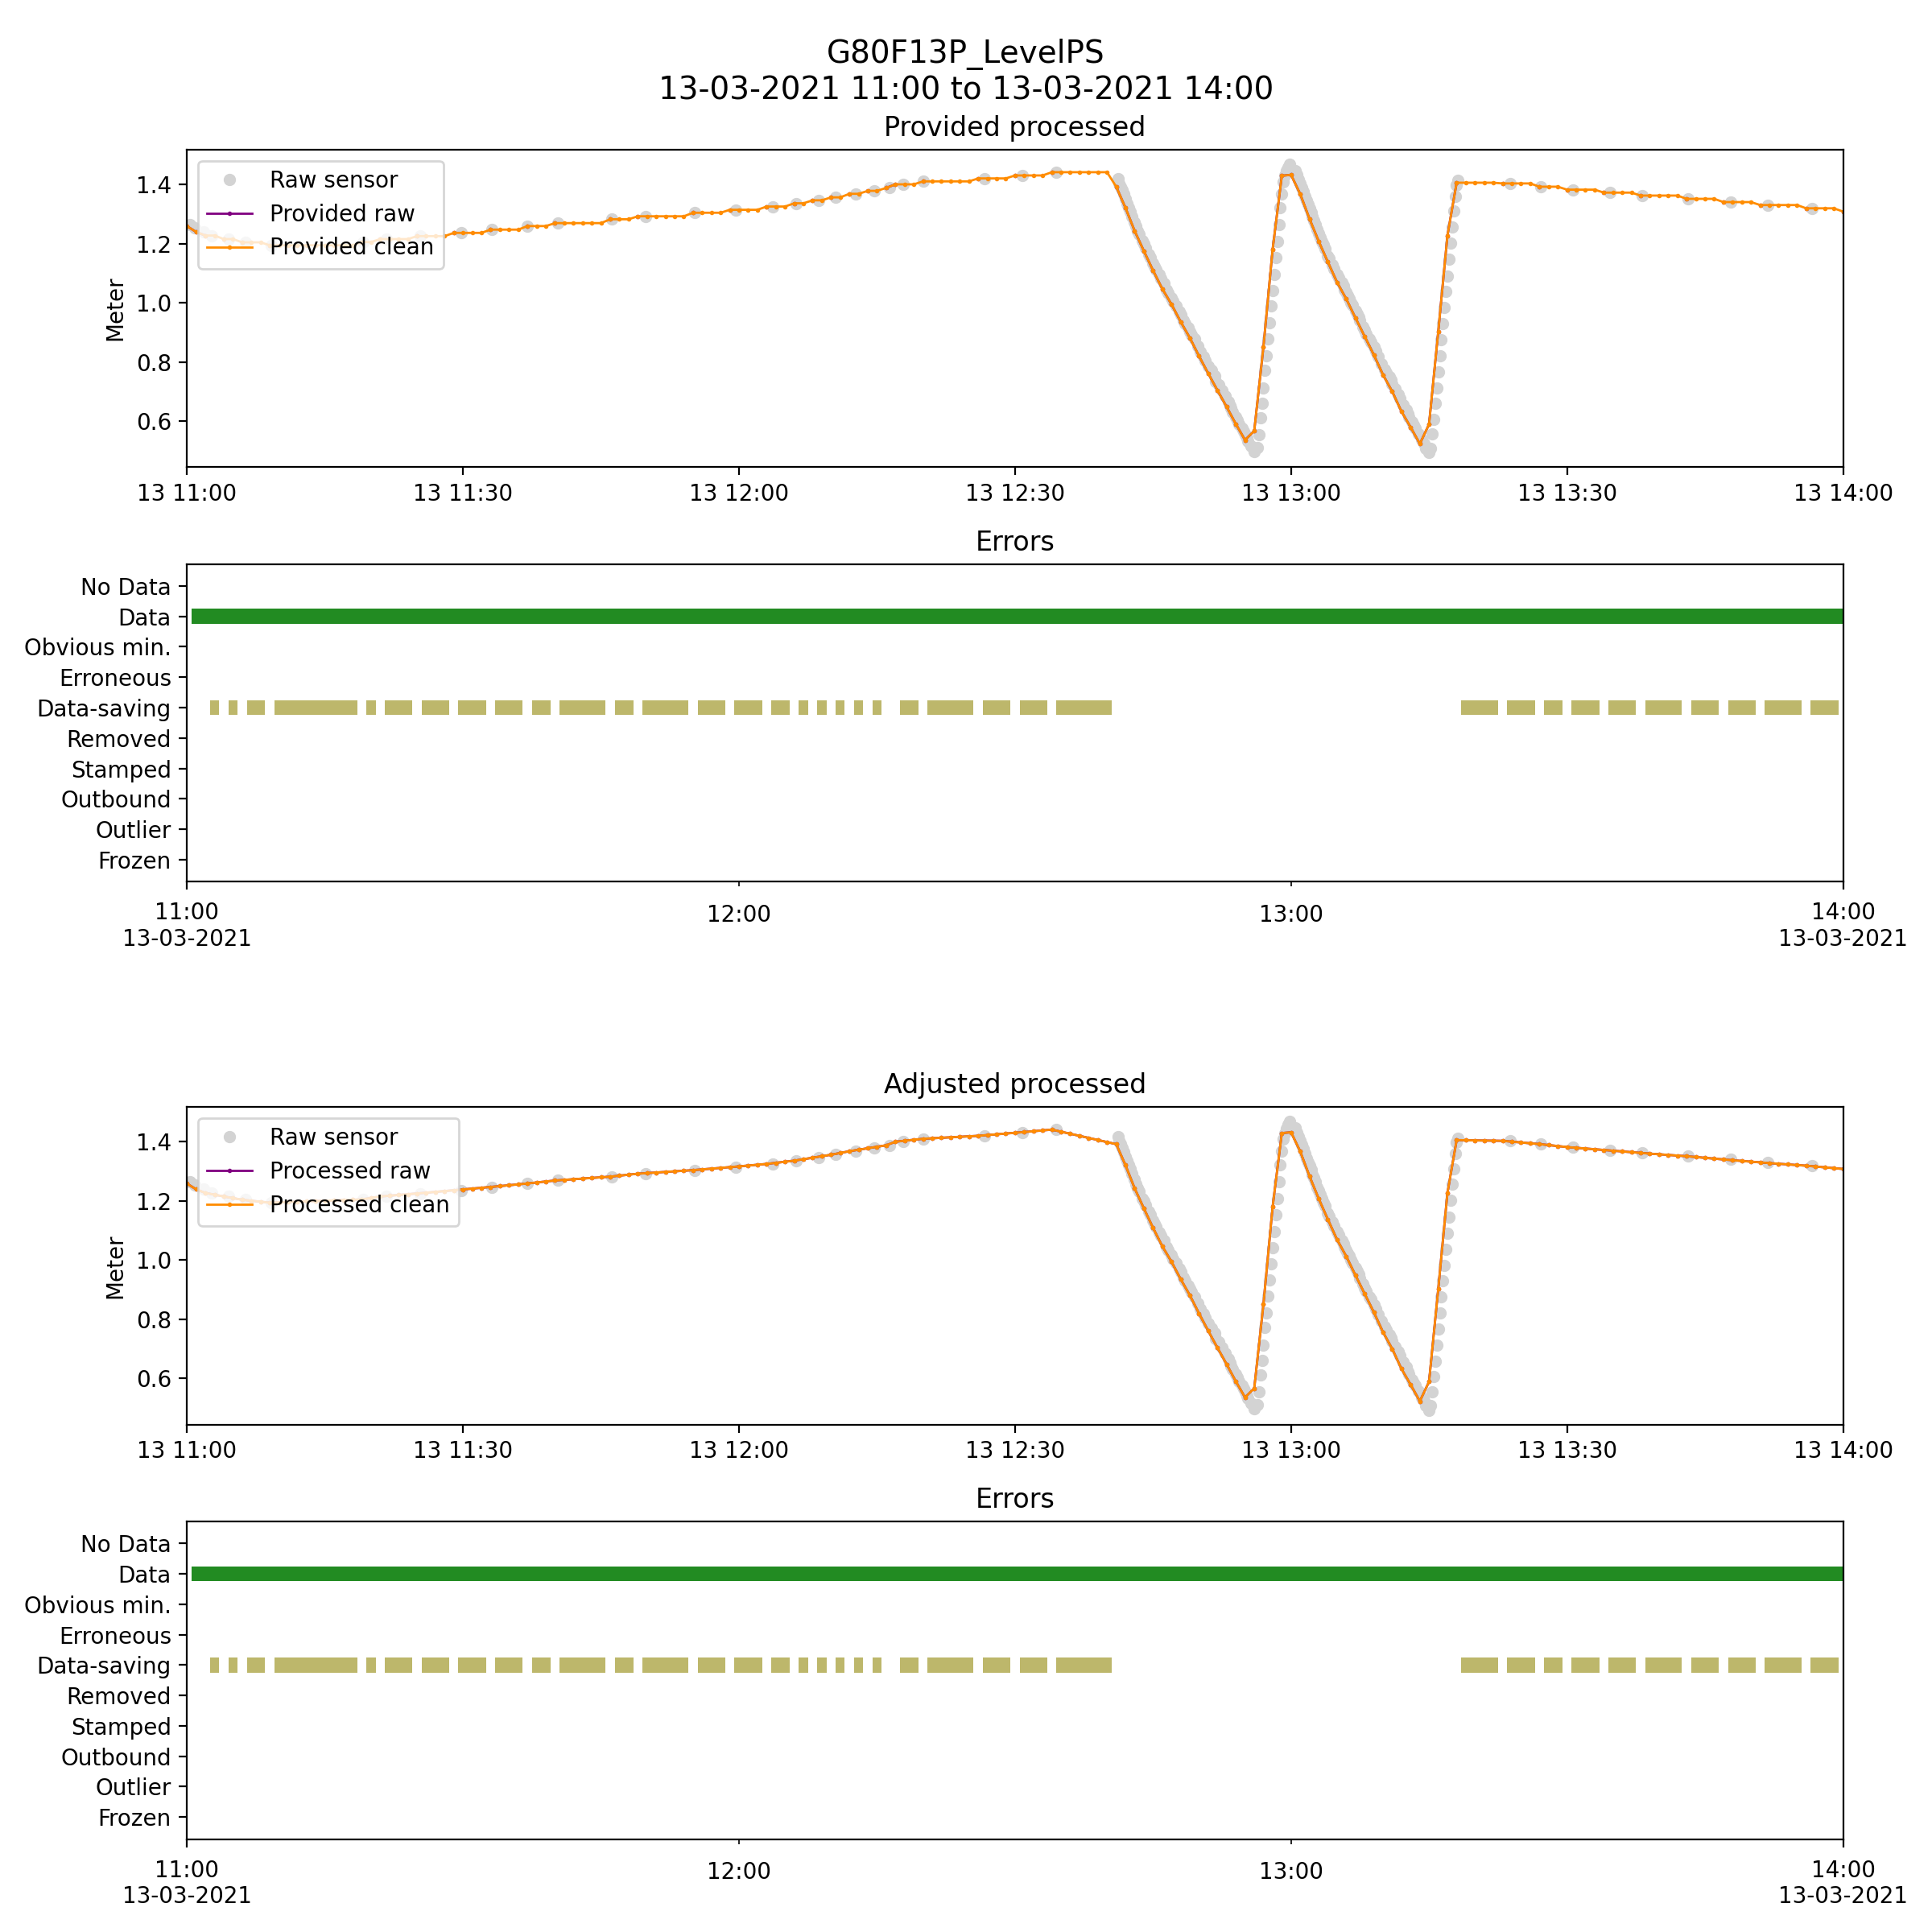 G80F13P_LevelPS
13-03-2021 11:00 to 13-03-2021 14:00
Provided processed
Raw sensor
Provided raw
Provided clean
Meter
1.4
1.2
1.0
0.8
0.6
13 11:00 13 11:30 13 12:00 13 12:30 13 13:00 13 13:30 13 14:00
Errors
No Data
Data
Obvious min.
Erroneous
Data-saving
Removed
Stamped
Outbound
Outlier
Frozen
11:00 12:00 13:00 14:00
13-03-2021 13-03-2021
Adjusted processed
Raw sensor
Processed raw
Processed clean
Meter
1.4
1.2
1.0
0.8
0.6
13 11:00 13 11:30 13 12:00 13 12:30 13 13:00 13 13:30 13 14:00
Errors
No Data
Data
Obvious min.
Erroneous
Data-saving
Removed
Stamped
Outbound
Outlier
Frozen
11:00 12:00 13:00 14:00
13-03-2021 13-03-2021